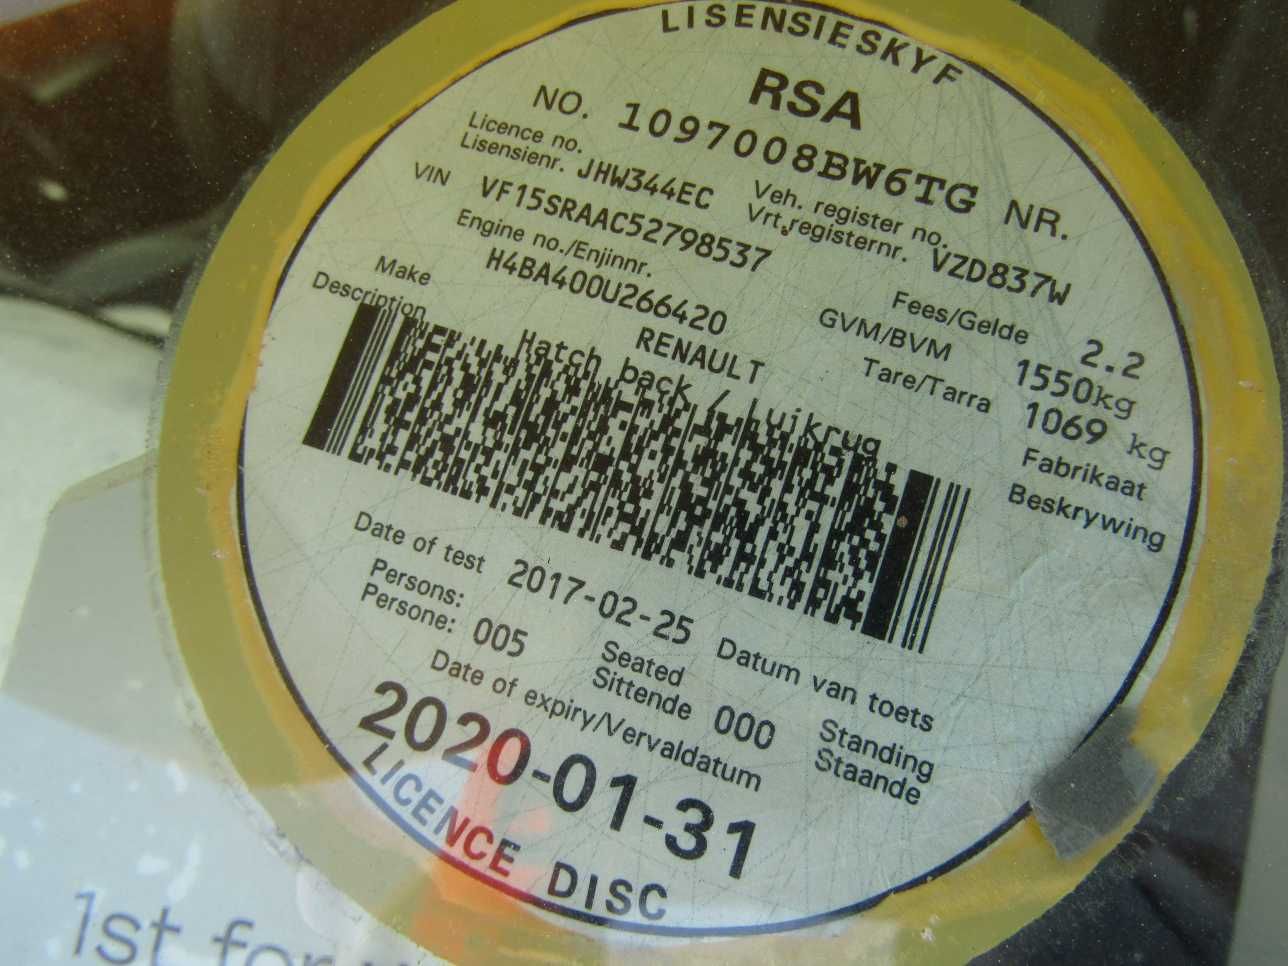 LISENSIESKYF
RSA
NO. 1097008BW6TG NR.
Licence no.
Lisensienr. JHW344EC
Veh. register no.
Vrt.registernr. VZD837W
VIN VF15SRAAC52798537
Engine no./Enjinnr.
H4BA400U266420
Fees/Gelde 2.2
GVM/BVM 1550kg
Tare/Tarra 1069 kg
Make RENAULT Fabrikaat
Description Hatch back / Luikrug Beskrywing
Date of test 2017-02-25 Datum van toets
Persons:
Persone: 005
Seated
Sittende 000
Standing
Staande
Date of expiry/Vervaldatum
2020-01-31
LICENCE DISC
1st for